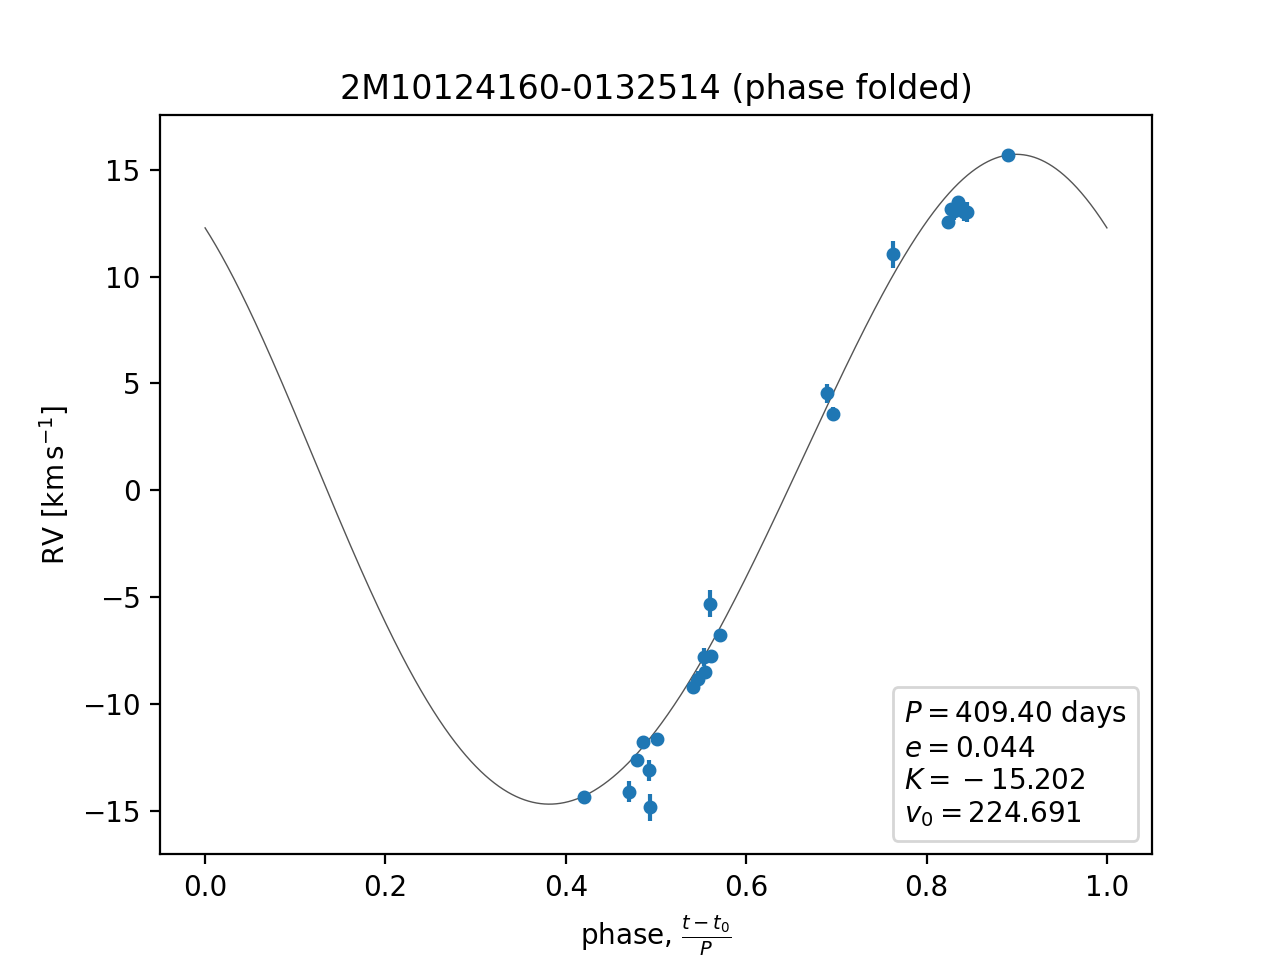 2M10124160-0132514 (phase folded)
15
10
5
0
−5
−10
−15
RV [km s⁻¹]
P = 409.40 days
e = 0.044
K = −15.202
v₀ = 224.691
0.0 0.2 0.4 0.6 0.8 1.0
phase, (t − t₀)/P